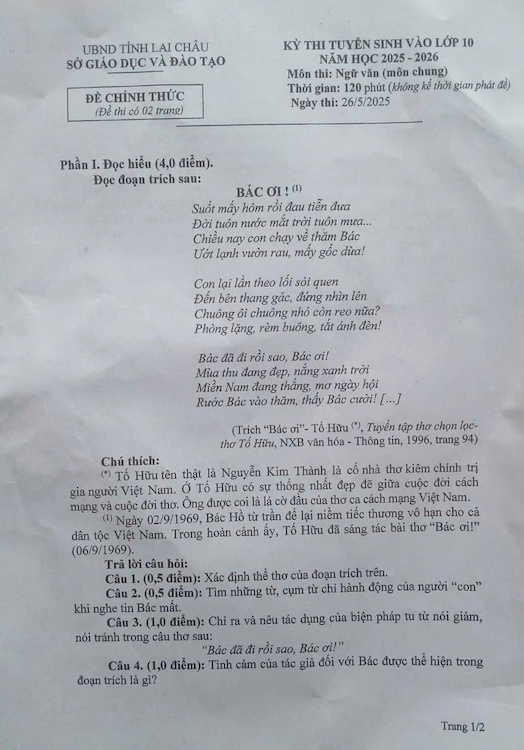 UBND TỈNH LAI CHÂU
SỞ GIÁO DỤC VÀ ĐÀO TẠO
ĐỀ CHÍNH THỨC
(Đề thi có 02 trang)
KỲ THI TUYỂN SINH VÀO LỚP 10
NĂM HỌC 2025 - 2026
Môn thi: Ngữ văn (môn chung)
Thời gian: 120 phút (không kể thời gian phát đề)
Ngày thi: 26/5/2025
Phần I. Đọc hiểu (4,0 điểm).
Đọc đoạn trích sau:
BÁC ƠI ! (1)
Suốt mấy hôm rồi đau tiễn đưa
Đời tuôn nước mắt trời tuôn mưa...
Chiều nay con chạy về thăm Bác
Ướt lạnh vườn rau, mấy gốc dừa!
Con lại lần theo lối sỏi quen
Đến bên thang gác, đứng nhìn lên
Chuông ôi chuông nhỏ còn reo nữa?
Phòng lặng, rèm buông, tắt ánh đèn!
Bác đã đi rồi sao, Bác ơi!
Mùa thu đang đẹp, nắng xanh trời
Miền Nam đang thắng, mơ ngày hội
Rước Bác vào thăm, thấy Bác cười! [...]
(Trích “Bác ơi”- Tố Hữu (*), Tuyển tập thơ chọn lọc-
thơ Tố Hữu, NXB văn hóa - Thông tin, 1996, trang 94)
Chú thích:
(*) Tố Hữu tên thật là Nguyễn Kim Thành là cố nhà thơ kiêm chính trị
gia người Việt Nam. Ở Tố Hữu có sự thống nhất đẹp đẽ giữa cuộc đời cách
mạng và cuộc đời thơ. Ông được coi là lá cờ đầu của thơ ca cách mạng Việt Nam.
(1) Ngày 02/9/1969, Bác Hồ từ trần để lại niềm tiếc thương vô hạn cho cả
dân tộc Việt Nam. Trong hoàn cảnh ấy, Tố Hữu đã sáng tác bài thơ “Bác ơi!”
(06/9/1969).
Trả lời câu hỏi:
Câu 1. (0,5 điểm): Xác định thể thơ của đoạn trích trên.
Câu 2. (0,5 điểm): Tìm những từ, cụm từ chỉ hành động của người “con”
khi nghe tin Bác mất.
Câu 3. (1,0 điểm): Chỉ ra và nêu tác dụng của biện pháp tu từ nói giảm,
nói tránh trong câu thơ sau:
“Bác đã đi rồi sao, Bác ơi!”
Câu 4. (1,0 điểm): Tình cảm của tác giả đối với Bác được thể hiện trong
đoạn trích là gì?
Trang 1/2